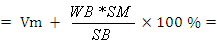 = Vm + WB *SM / SB × 100 % =